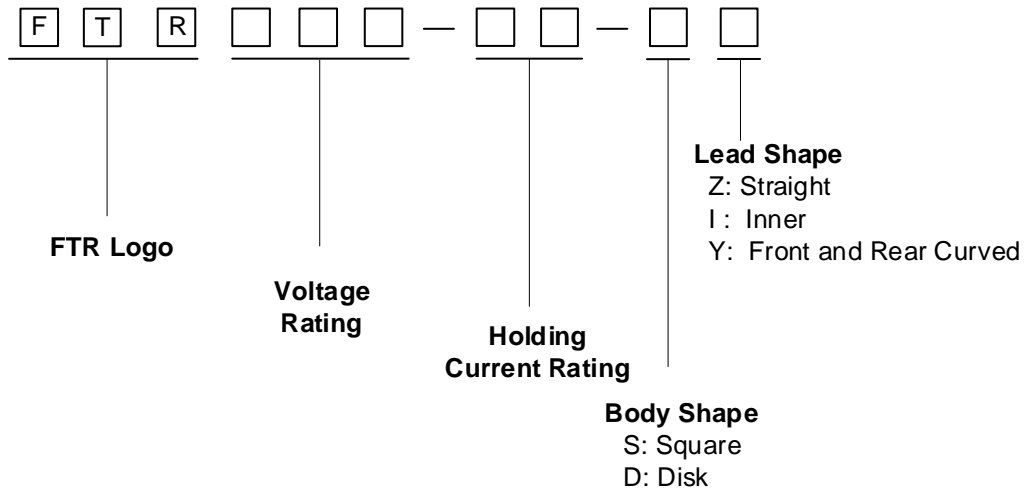 F T R — —
Lead Shape
Z: Straight
I : Inner
Y: Front and Rear Curved
FTR Logo
Voltage
Rating
Holding
Current Rating
Body Shape
S: Square
D: Disk